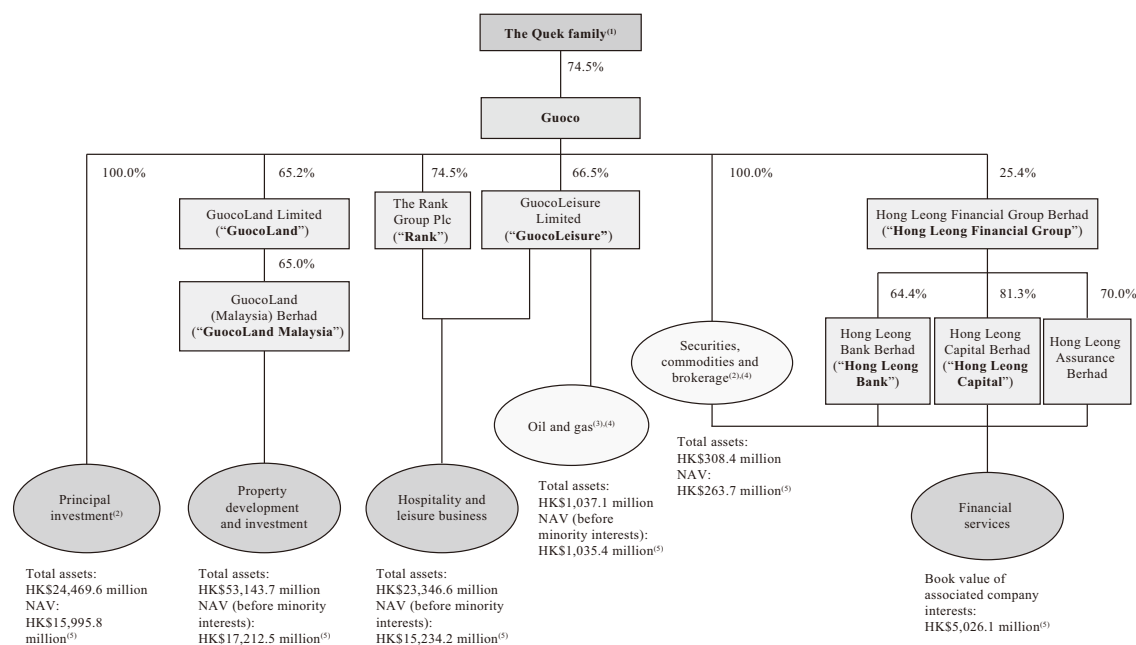 The Quek family(1)
74.5%
Guoco
100.0%
65.2%
74.5%
66.5%
100.0%
25.4%
GuocoLand Limited
("GuocoLand")
The Rank
Group Plc
("Rank")
GuocoLeisure
Limited
("GuocoLeisure")
Hong Leong Financial Group Berhad
("Hong Leong Financial Group")
65.0%
GuocoLand
(Malaysia) Berhad
("GuocoLand Malaysia")
64.4%
81.3%
70.0%
Securities,
commodities and
brokerage(2),(4)
Hong Leong
Bank Berhad
("Hong Leong
Bank")
Hong Leong
Capital Berhad
("Hong Leong
Capital")
Hong Leong
Assurance
Berhad
Oil and gas(3),(4)
Total assets:
HK$308.4 million
NAV:
HK$263.7 million(5)
Total assets:
HK$1,037.1 million
NAV (before
minority interests):
HK$1,035.4 million(5)
Principal
investment(2)
Property
development
and investment
Hospitality and
leisure business
Financial
services
Total assets:
HK$24,469.6 million
NAV:
HK$15,995.8
million(5)
Total assets:
HK$53,143.7 million
NAV (before minority
interests):
HK$17,212.5 million(5)
Total assets:
HK$23,346.6 million
NAV (before minority
interests):
HK$15,234.2 million(5)
Book value of
associated company
interests:
HK$5,026.1 million(5)